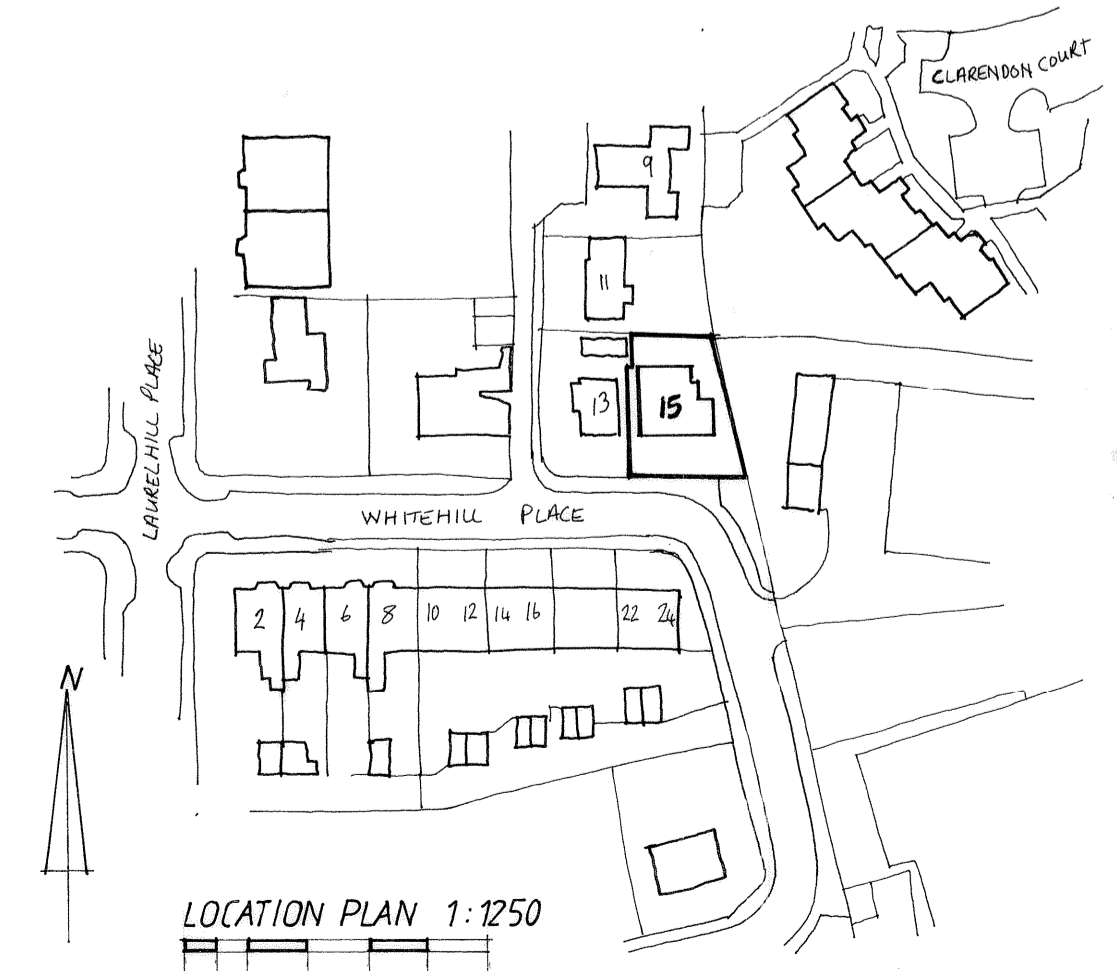 CLARENDON COURT
9
11
LAURELHILL PLACE
13
15
WHITEHILL PLACE
2 4 6 8 10 12 14 16 22 24
N
LOCATION PLAN 1:1250